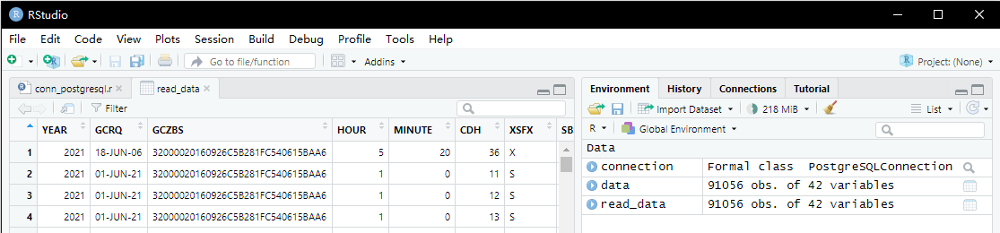 RStudio
File Edit Code View Plots Session Build Debug Profile Tools Help
Go to file/function Addins Project: (None)
conn_postgresql.r read_data
Filter
YEAR GCRQ GCZBS HOUR MINUTE CDH XSFX SB
1 2021 18-JUN-06 32000020160926C5B281FC540615BAA6 5 20 36 X
2 2021 01-JUN-21 32000020160926C5B281FC540615BAA6 1 0 11 S
3 2021 01-JUN-21 32000020160926C5B281FC540615BAA6 1 0 12 S
4 2021 01-JUN-21 32000020160926C5B281FC540615BAA6 1 0 13 S
Environment History Connections Tutorial
Import Dataset 218 MiB List
R Global Environment
Data
connection Formal class PostgreSQLConnection
data 91056 obs. of 42 variables
read_data 91056 obs. of 42 variables